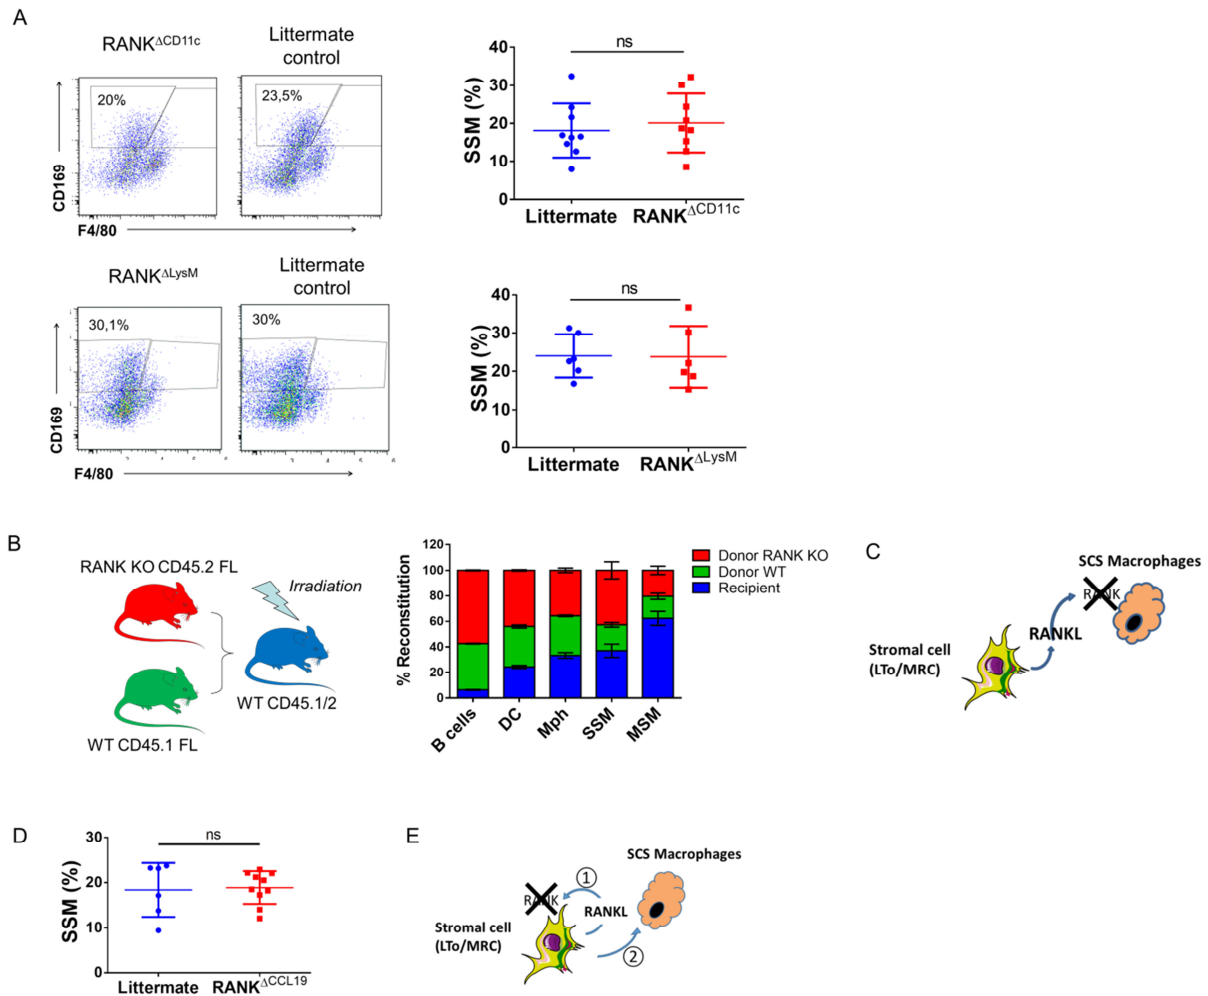 A
RANKΔCD11c
Littermate
control
20%
23,5%
CD169
F4/80
ns
SSM (%)
40
30
20
10
0
Littermate
RANKΔCD11c
RANKΔLysM
Littermate
control
30,1%
30%
CD169
F4/80
ns
SSM (%)
40
30
20
10
0
Littermate
RANKΔLysM
B
RANK KO CD45.2 FL
Irradiation
WT CD45.1/2
WT CD45.1 FL
% Reconstitution
120
100
80
60
40
20
0
B cells
DC
Mph
SSM
MSM
Donor RANK KO
Donor WT
Recipient
C
SCS Macrophages
RANK
RANKL
Stromal cell
(LTo/MRC)
D
ns
SSM (%)
30
20
10
0
Littermate
RANKΔCCL19
E
SCS Macrophages
1
RANK
RANKL
Stromal cell
(LTo/MRC)
2